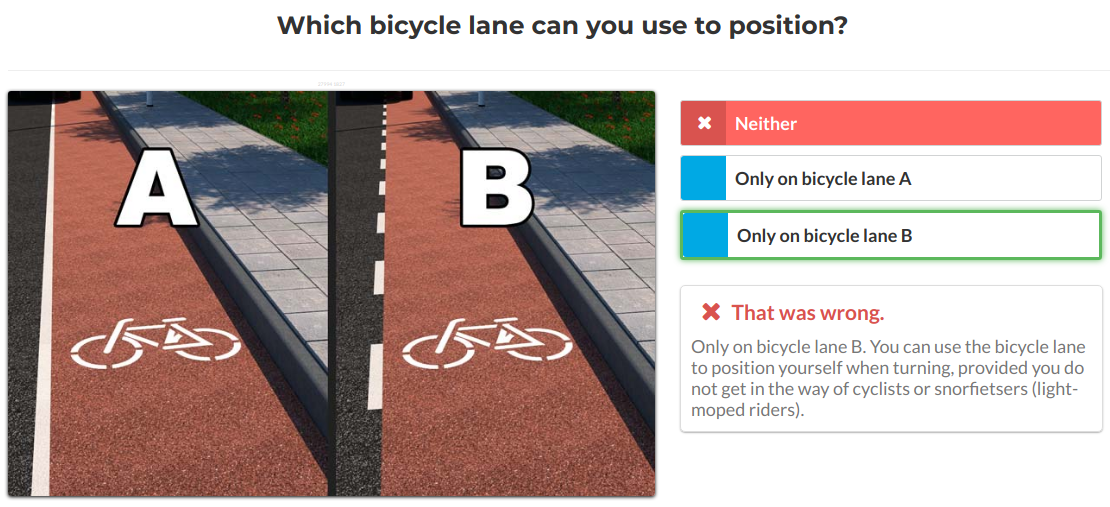 Which bicycle lane can you use to position?
A
B
Neither
Only on bicycle lane A
Only on bicycle lane B
That was wrong.
Only on bicycle lane B. You can use the bicycle lane
to position yourself when turning, provided you do
not get in the way of cyclists or snorfietsers (light-
moped riders).